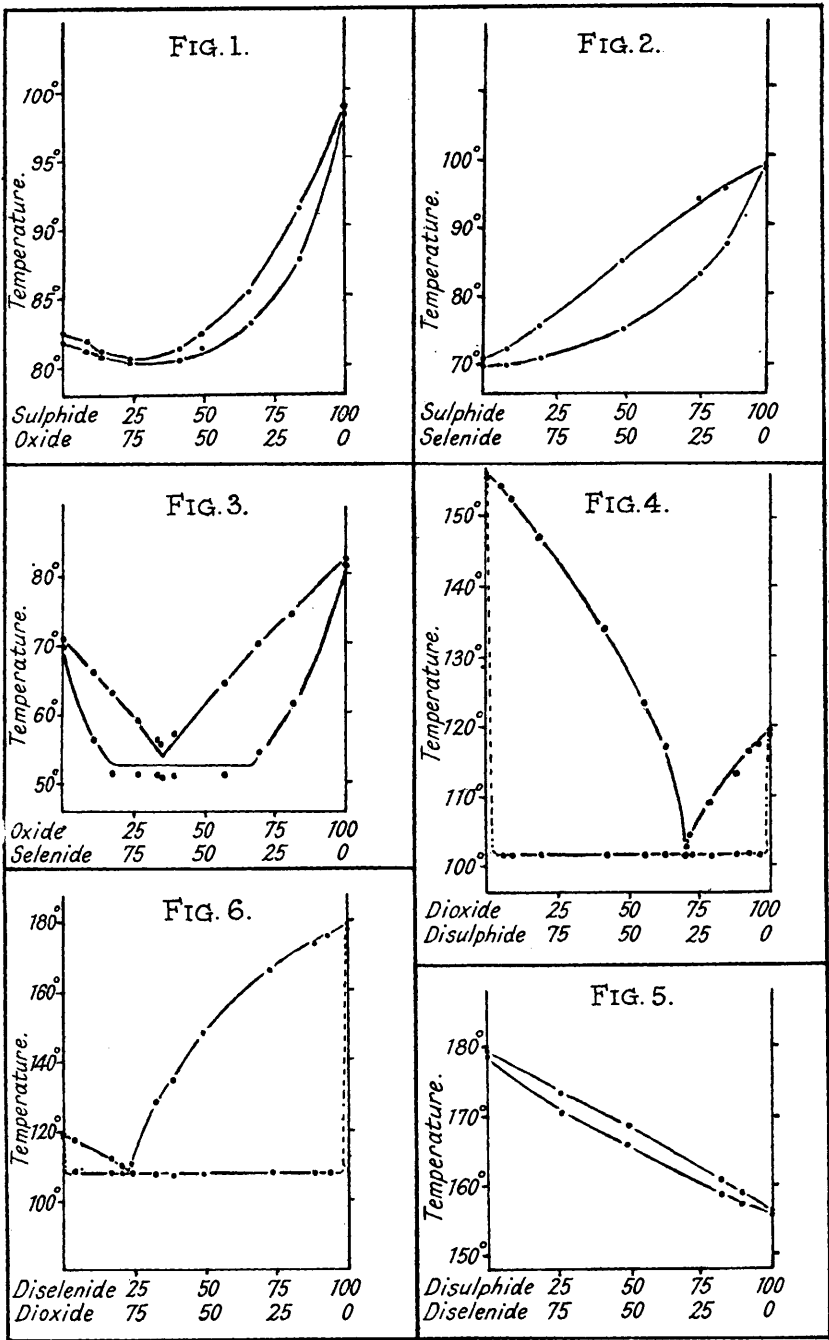 FIG. 1.
100°
95°
90°
85°
80°
Temperature.
Sulphide 25 50 75 100
Oxide 75 50 25 0
FIG. 2.
100°
90°
80°
70°
Temperature.
Sulphide 25 50 75 100
Selenide 75 50 25 0
FIG. 3.
80°
70°
60°
50°
Temperature.
Oxide 25 50 75 100
Selenide 75 50 25 0
FIG. 4.
150°
140°
130°
120°
110°
100°
Temperature.
Dioxide 25 50 75 100
Disulphide 75 50 25 0
FIG. 6.
180°
160°
140°
120°
100°
Temperature.
Diselenide 25 50 75 100
Dioxide 75 50 25 0
FIG. 5.
180°
170°
160°
150°
Temperature.
Disulphide 25 50 75 100
Diselenide 75 50 25 0